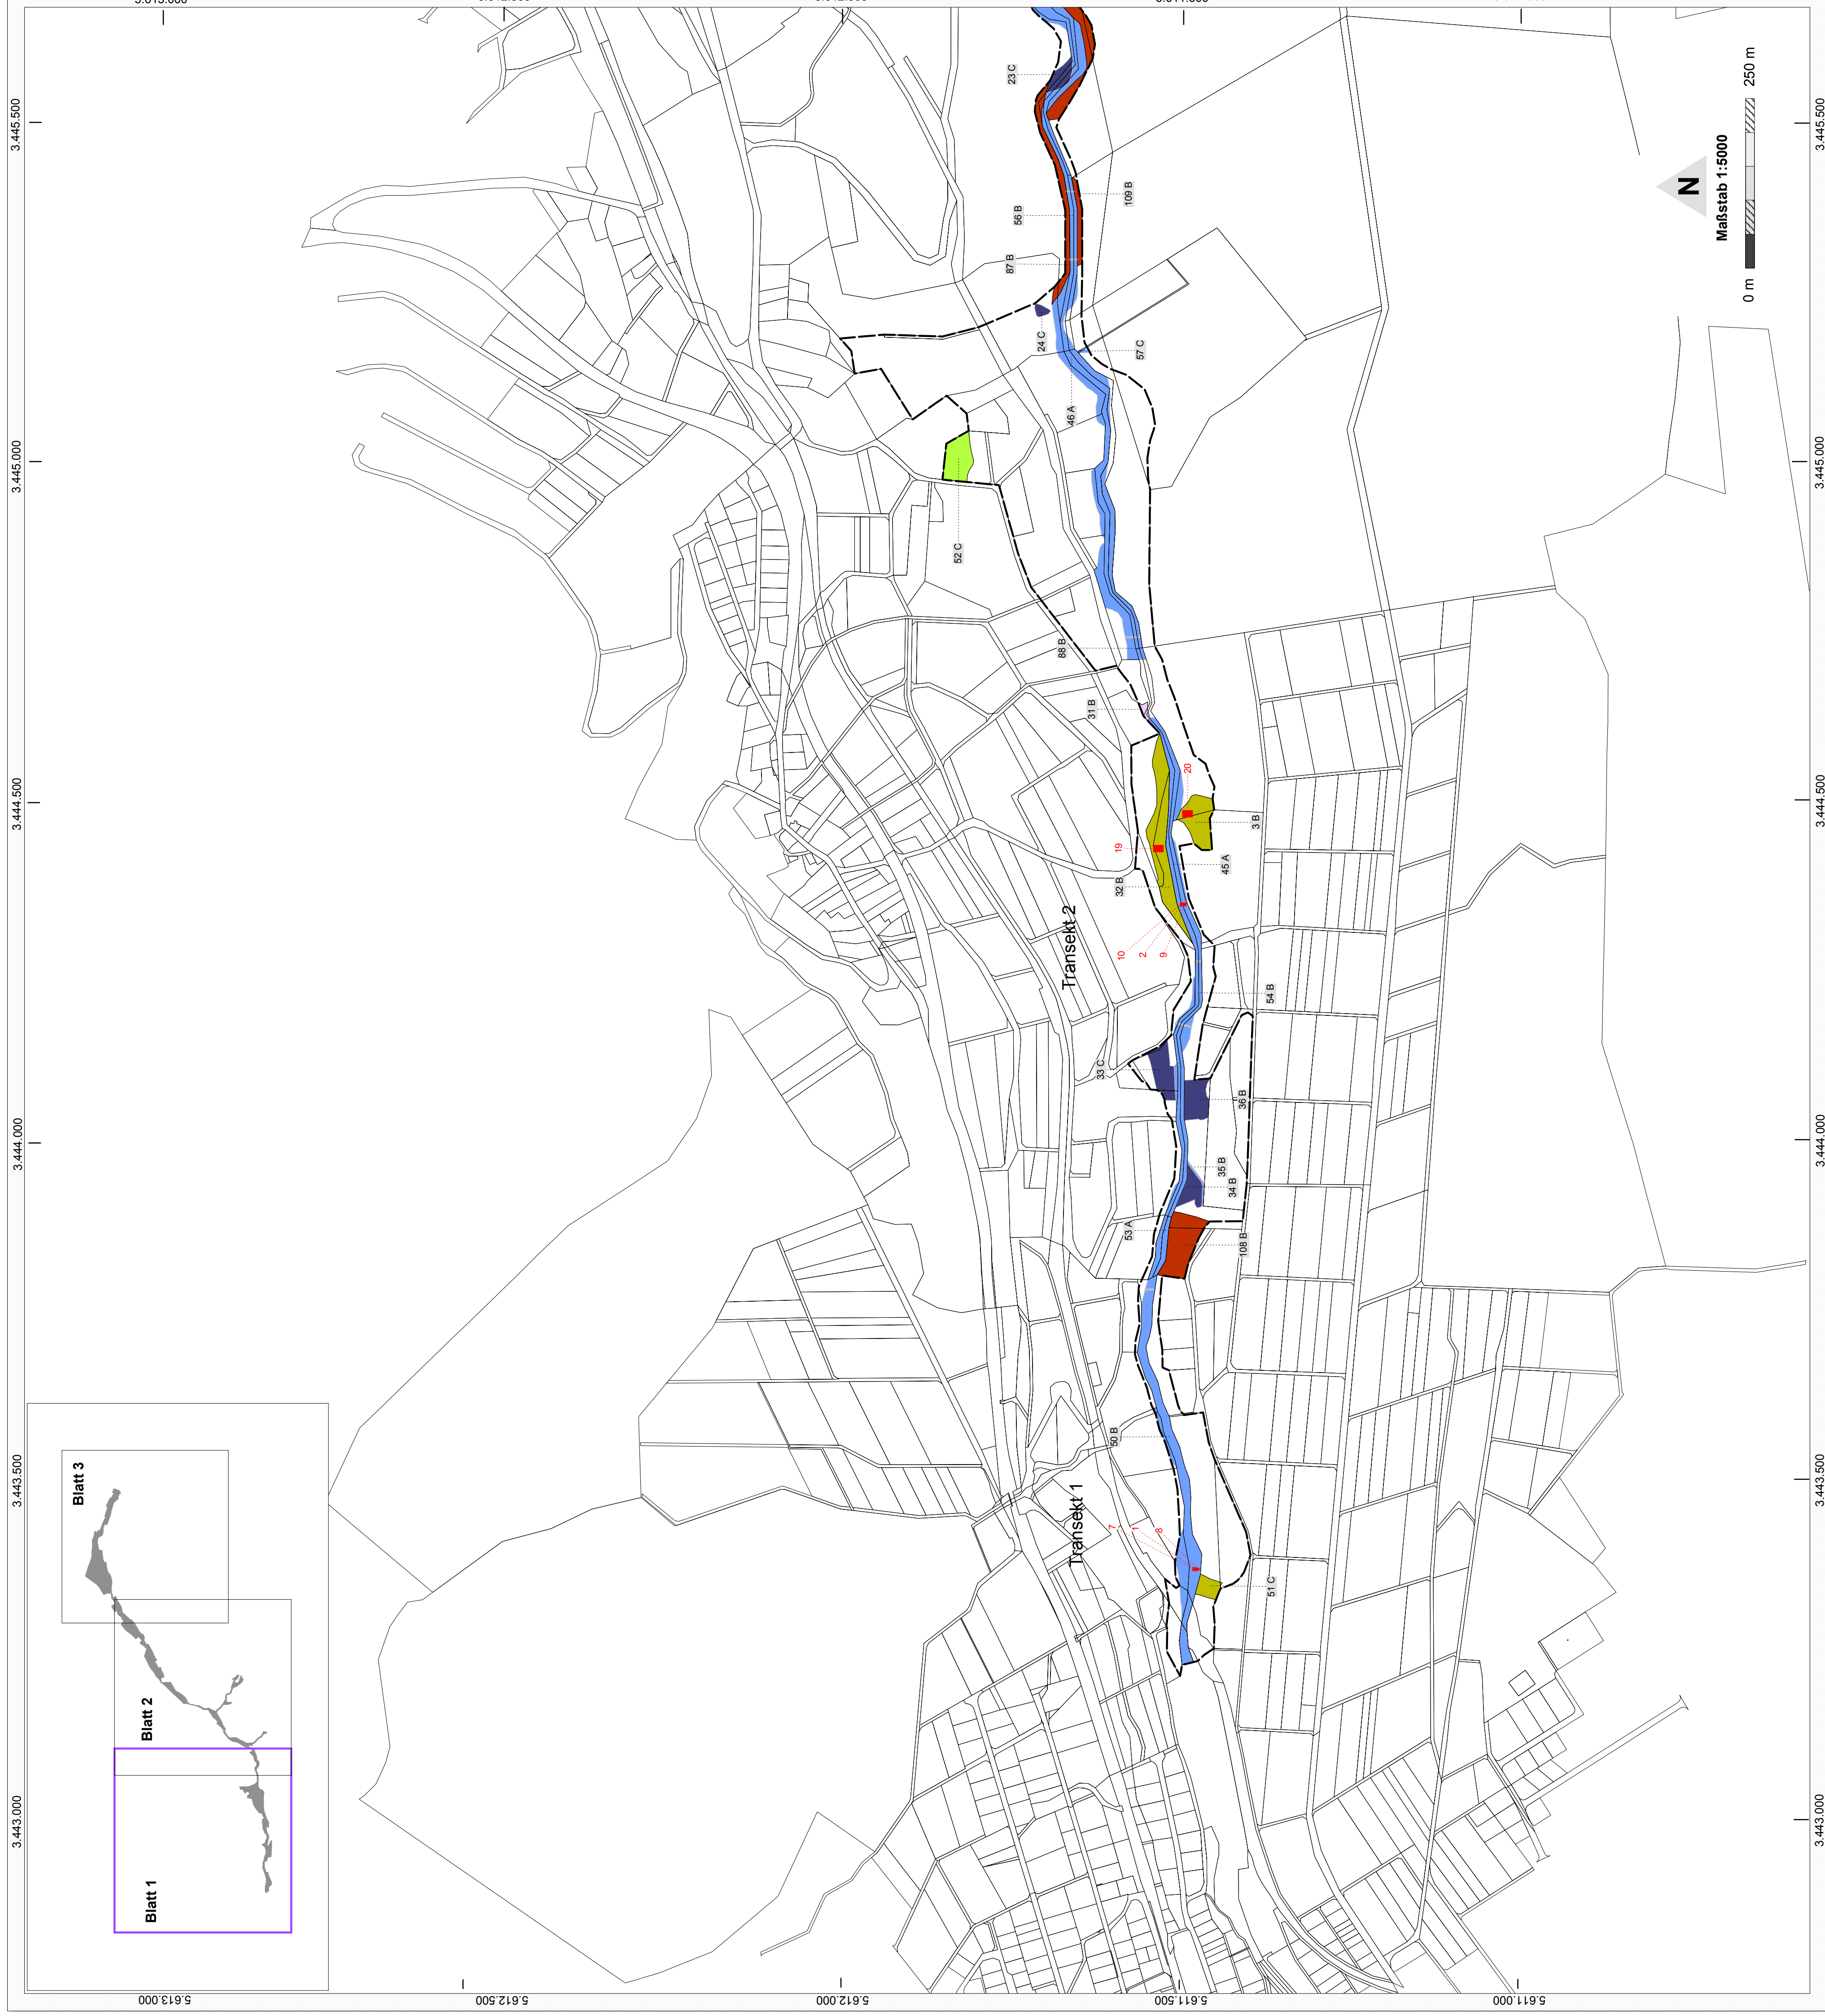 3.443.000
3.443.500
3.444.000
3.444.500
3.445.000
3.445.500
Blatt 1
Blatt 2
Blatt 3
5.613.000
5.612.500
5.612.000
5.611.500
5.611.000
52 C
24 C
87 B
56 B
23 C
109 B
57 C
46 A
88 B
31 B
Transekt 2
19
20
3 B
45 A
32 B
10
2
9
54 B
33 C
36 B
35 B
34 B
53 A
108 B
50 B
Transekt 1
7
1
8
51 C
N
Maßstab 1:5000
0 m
250 m
3.443.000
3.443.500
3.444.000
3.444.500
3.445.000
3.445.500